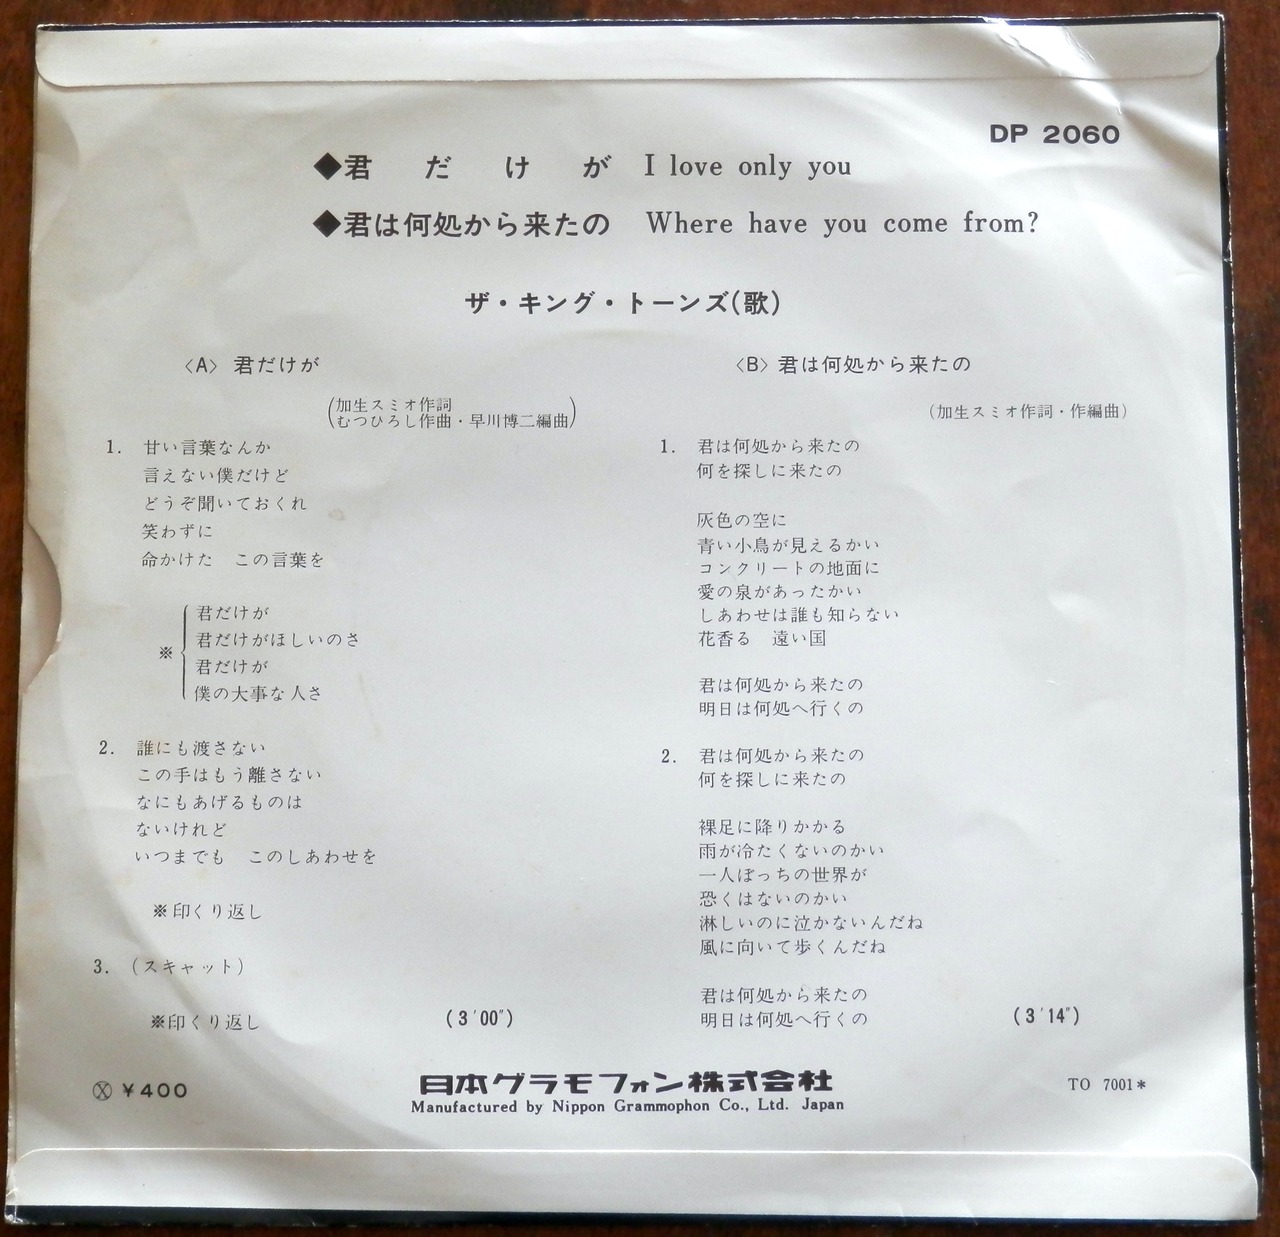 DP 2060
◆君だけが I love only you
◆君は何処から来たの Where have you come from?
ザ・キング・トーンズ(歌)
〈A〉 君だけが
(加生スミオ作詞
むつひろし作曲・早川博二編曲)
1. 甘い言葉なんか
言えない僕だけど
どうぞ聞いておくれ
笑わずに
命かけた この言葉を
君だけが
君だけがほしいのさ
※
君だけが
僕の大事な人さ
2. 誰にも渡さない
この手はもう離さない
なにもあげるものは
ないけれど
いつまでも このしあわせを
※印くり返し
3. (スキャット)
※印くり返し
(3′00″)
〈B〉 君は何処から来たの
(加生スミオ作詞・作編曲)
1. 君は何処から来たの
何を探しに来たの
灰色の空に
青い小鳥が見えるかい
コンクリートの地面に
愛の泉があったかい
しあわせは誰も知らない
花香る 遠い国
君は何処から来たの
明日は何処へ行くの
2. 君は何処から来たの
何を探しに来たの
裸足に降りかかる
雨が冷たくないのかい
一人ぼっちの世界が
恐くはないのかい
淋しいのに泣かないんだね
風に向いて歩くんだね
君は何処から来たの
明日は何処へ行くの
(3′14″)
Ⓧ ¥400
日本グラモフォン株式会社
Manufactured by Nippon Grammophon Co., Ltd. Japan
TO 7001*